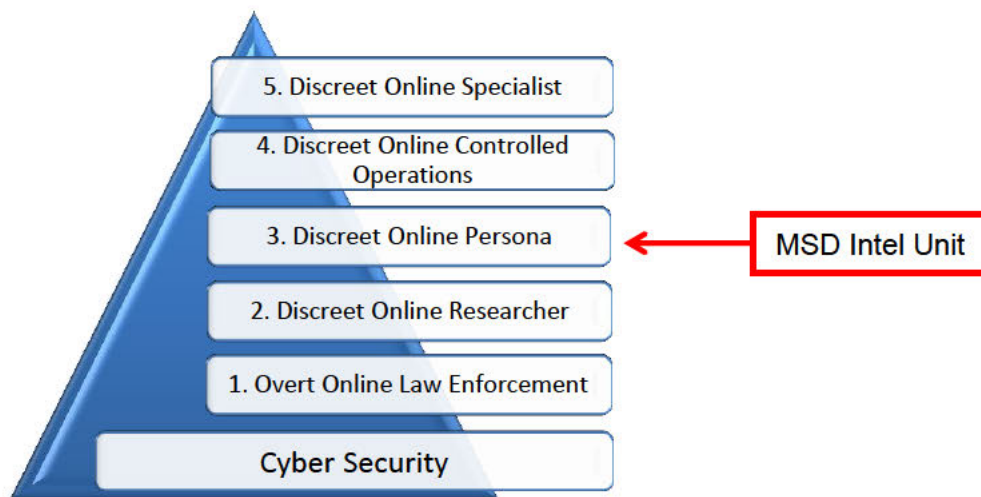 5. Discreet Online Specialist
4. Discreet Online Controlled
Operations
3. Discreet Online Persona
MSD Intel Unit
2. Discreet Online Researcher
1. Overt Online Law Enforcement
Cyber Security